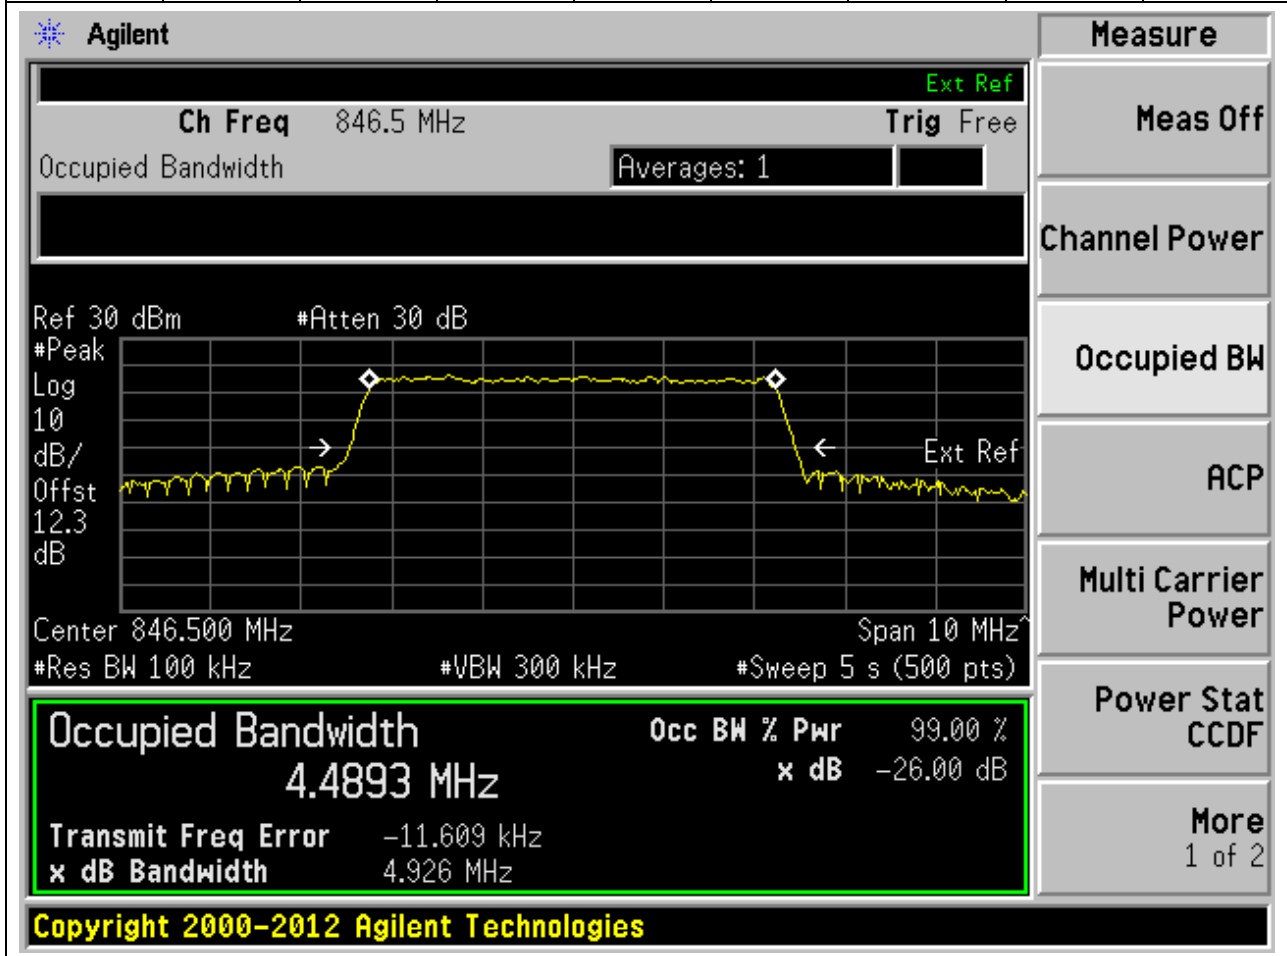 Agilent
Measure
Ext Ref
Ch Freq 846.5 MHz Trig Free
Meas Off
Occupied Bandwidth Averages: 1
Channel Power
Ref 30 dBm #Atten 30 dB
#Peak
Log
10
dB/
Offst
12.3
dB
Ext Ref
Occupied BW
ACP
Center 846.500 MHz Span 10 MHz^
#Res BW 100 kHz #VBW 300 kHz #Sweep 5 s (500 pts)
Multi Carrier
Power
Occupied Bandwidth Occ BW % Pwr 99.00 %
4.4893 MHz x dB -26.00 dB
Transmit Freq Error -11.609 kHz
x dB Bandwidth 4.926 MHz
Power Stat
CCDF
More
1 of 2
Copyright 2000-2012 Agilent Technologies